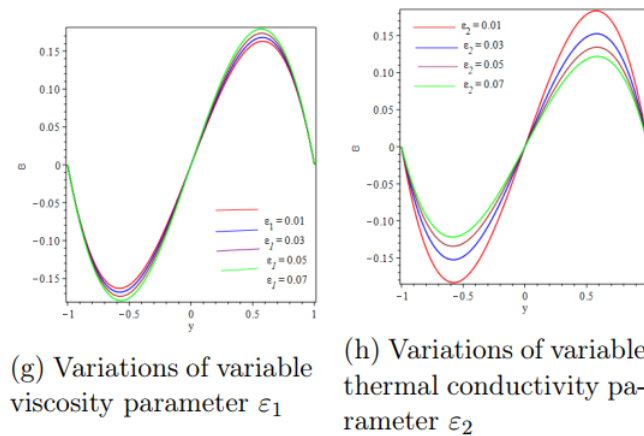 0.15
0.10
0.05
0
−0.05
−0.10
−0.15
ε₁ = 0.01
ε₁ = 0.03
ε₁ = 0.05
ε₁ = 0.07
−1
−0.5
0
0.5
1
y
(g) Variations of variable
viscosity parameter ε₁
ε₂ = 0.01
ε₂ = 0.03
ε₂ = 0.05
ε₂ = 0.07
0.15
0.10
0.05
0
−0.05
−0.10
−0.15
−1
−0.5
0
0.5
y
(h) Variations of variable
thermal conductivity pa-
rameter ε₂